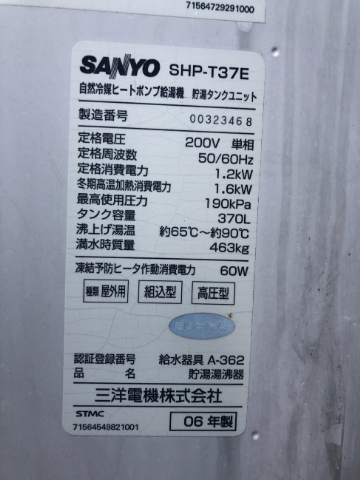 71564729291000
SANYO SHP-T37E
自然冷媒ヒートポンプ給湯機 貯湯タンクユニット
製造番号 00323468
定格電圧 200V 単相
定格周波数 50/60Hz
定格消費電力 1.2kW
冬期高温加熱消費電力 1.6kW
最高使用圧力 190kPa
タンク容量 370L
沸上げ湯温 約65℃~約90℃
満水時質量 463kg
凍結予防ヒータ作動消費電力 60W
種類 屋外用 組込型 高圧型
認証登録番号 給水器具 A-362
品名 貯湯湯沸器
三洋電機株式会社
STMC 06年製
71564549821001